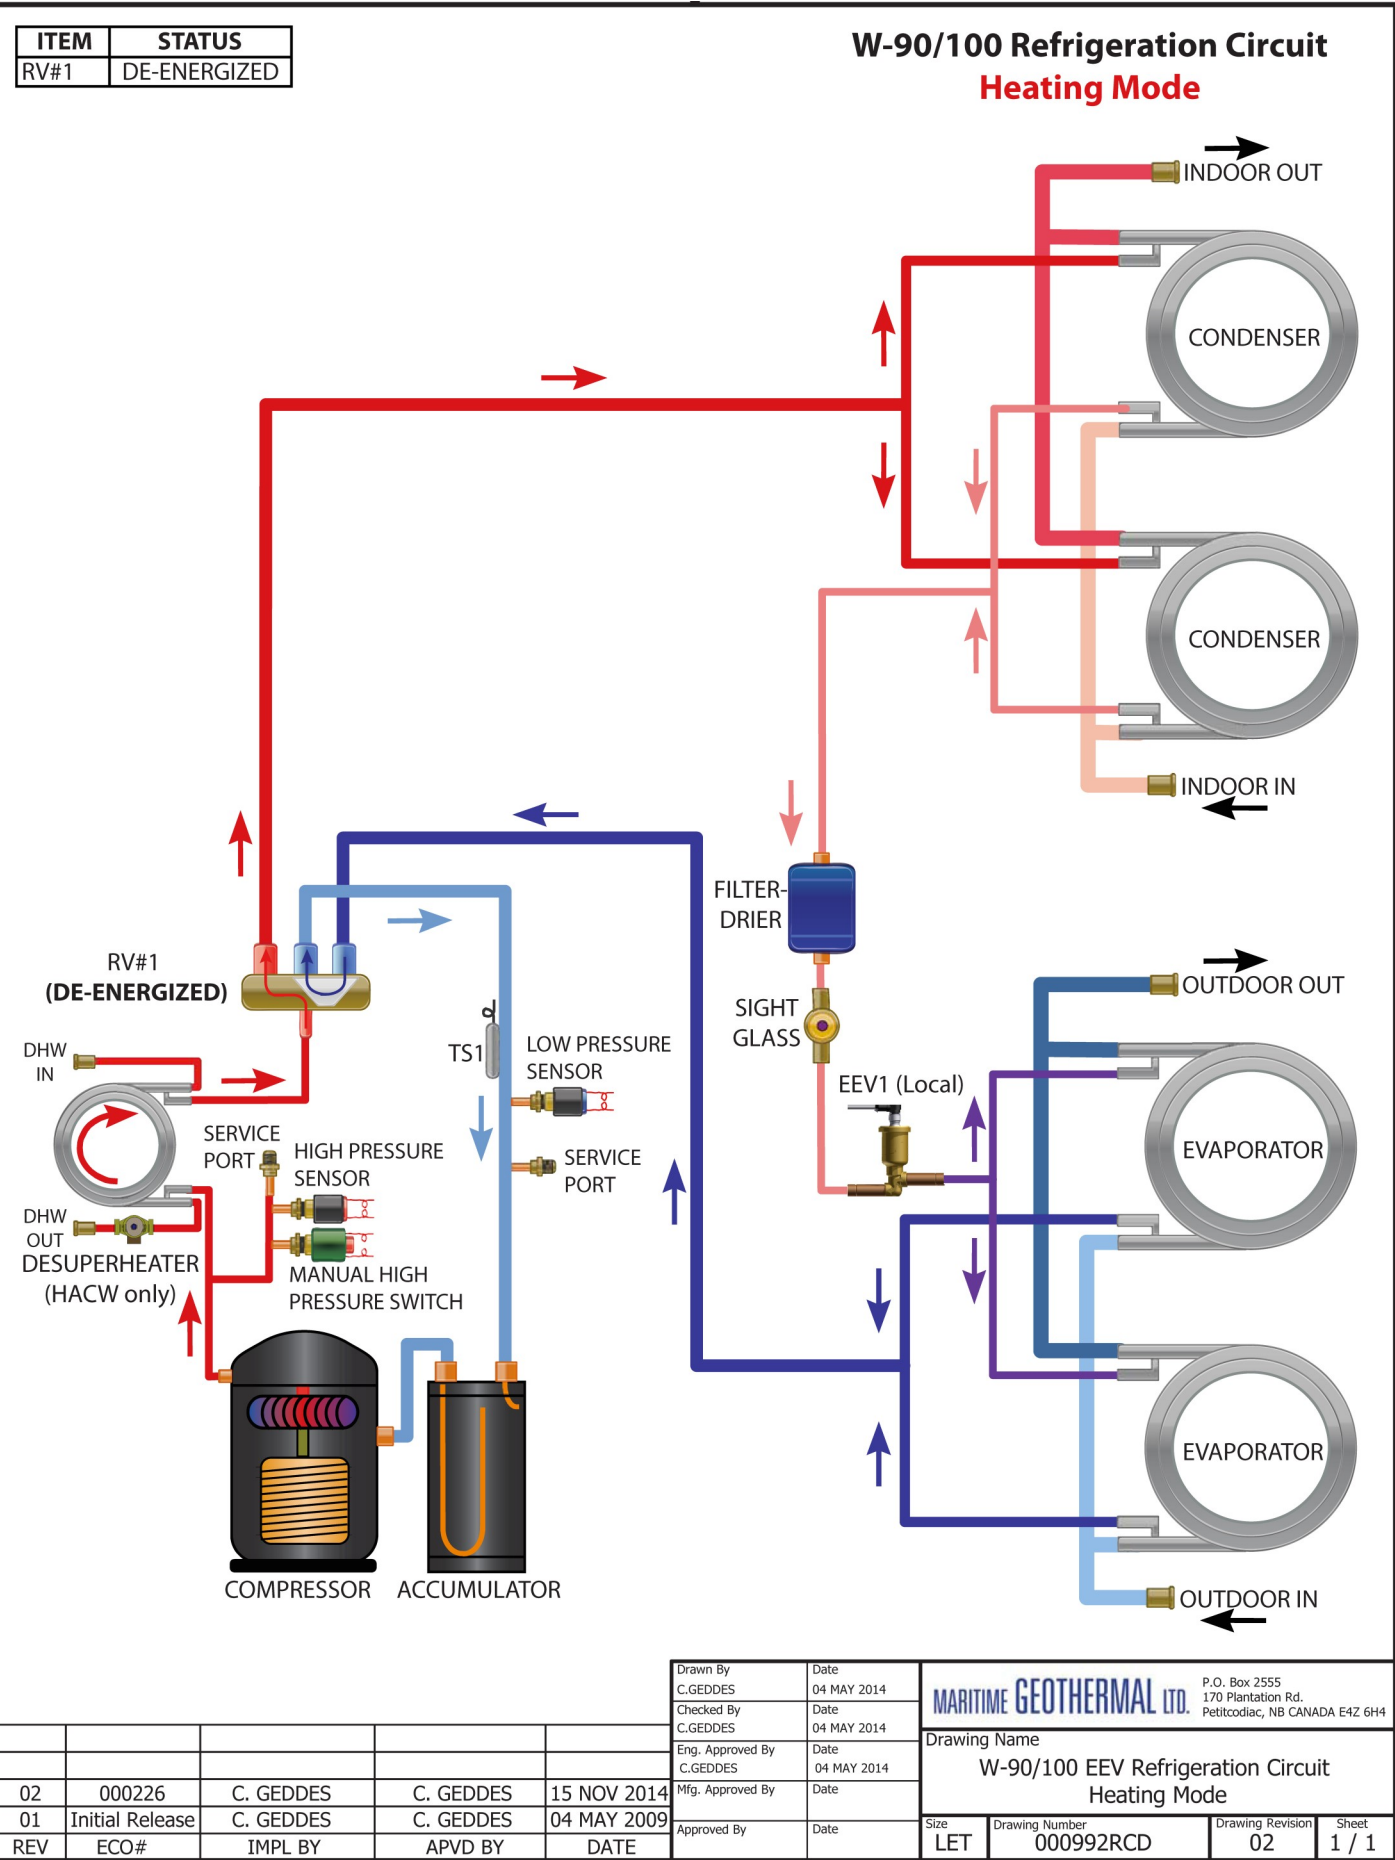 ITEM STATUS
RV#1 DE-ENERGIZED
W-90/100 Refrigeration Circuit
Heating Mode
INDOOR OUT
CONDENSER
CONDENSER
INDOOR IN
FILTER-
DRIER
RV#1
(DE-ENERGIZED)
SIGHT
GLASS
OUTDOOR OUT
DHW
IN
TS1
LOW PRESSURE
SENSOR
EEV1 (Local)
SERVICE
PORT
HIGH PRESSURE
SENSOR
SERVICE
PORT
EVAPORATOR
DHW
OUT
DESUPERHEATER
(HACW only)
MANUAL HIGH
PRESSURE SWITCH
EVAPORATOR
COMPRESSOR
ACCUMULATOR
OUTDOOR IN
Drawn By Date
C.GEDDES 04 MAY 2014
Checked By Date
C.GEDDES 04 MAY 2014
Eng. Approved By Date
C.GEDDES 04 MAY 2014
Mfg. Approved By Date
Approved By Date
MARITIME GEOTHERMAL LTD.
P.O. Box 2555
170 Plantation Rd.
Petitcodiac, NB CANADA E4Z 6H4
Drawing Name
W-90/100 EEV Refrigeration Circuit
Heating Mode
Size Drawing Number Drawing Revision Sheet
LET 000992RCD 02 1 / 1
02 000226 C. GEDDES C. GEDDES 15 NOV 2014
01 Initial Release C. GEDDES C. GEDDES 04 MAY 2009
REV ECO# IMPL BY APVD BY DATE